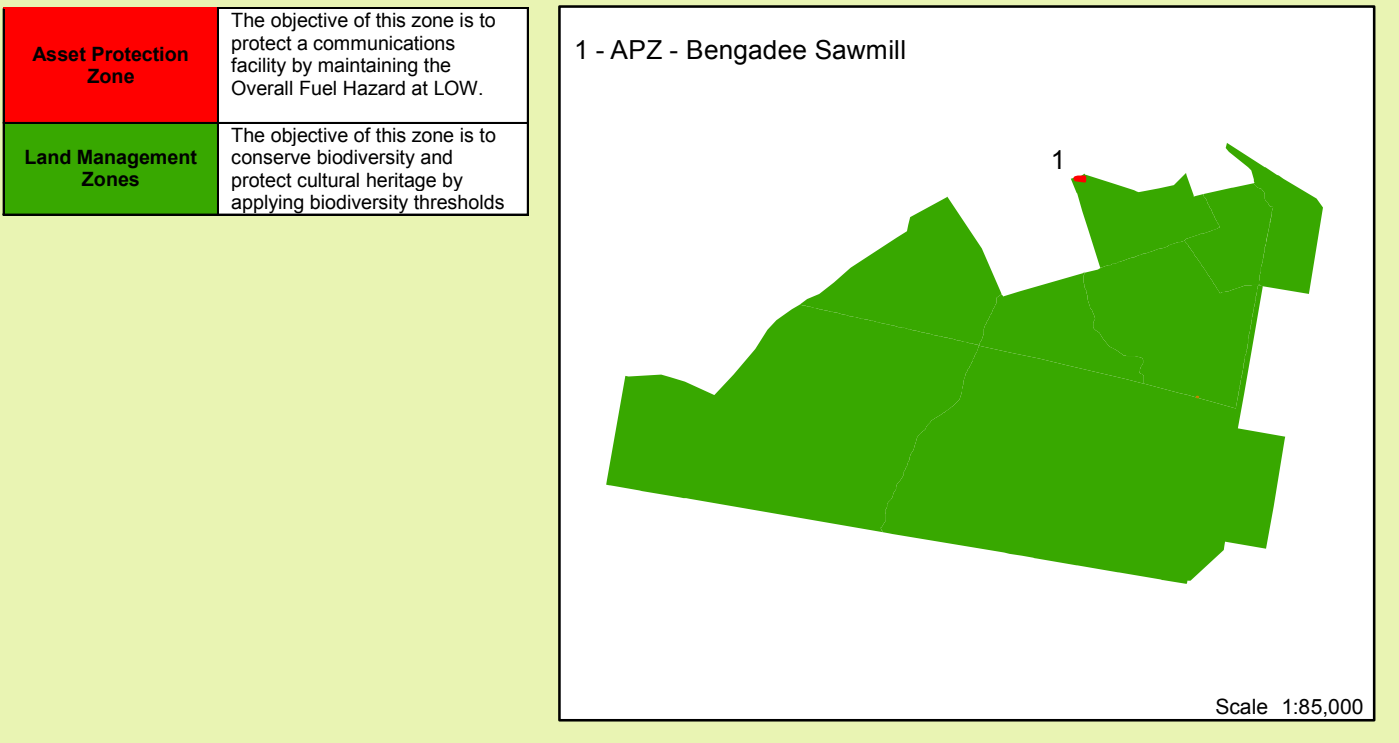 Asset Protection
Zone
The objective of this zone is to
protect a communications
facility by maintaining the
Overall Fuel Hazard at LOW.
Land Management
Zones
The objective of this zone is to
conserve biodiversity and
protect cultural heritage by
applying biodiversity thresholds
1 - APZ - Bengadee Sawmill
1
Scale 1:85,000